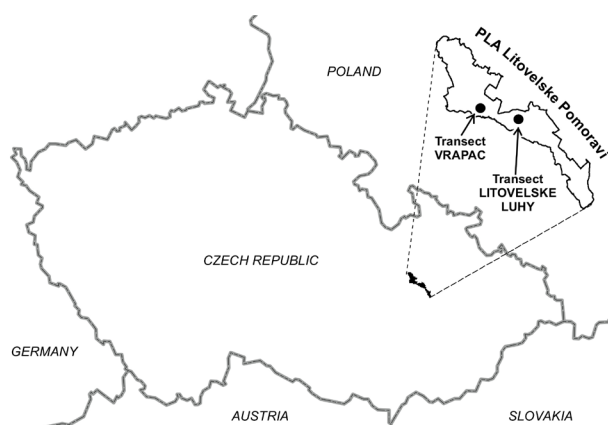 POLAND
PLA Litovelske Pomoravi
Transect
VRAPAC
Transect
LITOVELSKE
LUHY
CZECH REPUBLIC
GERMANY
AUSTRIA
SLOVAKIA